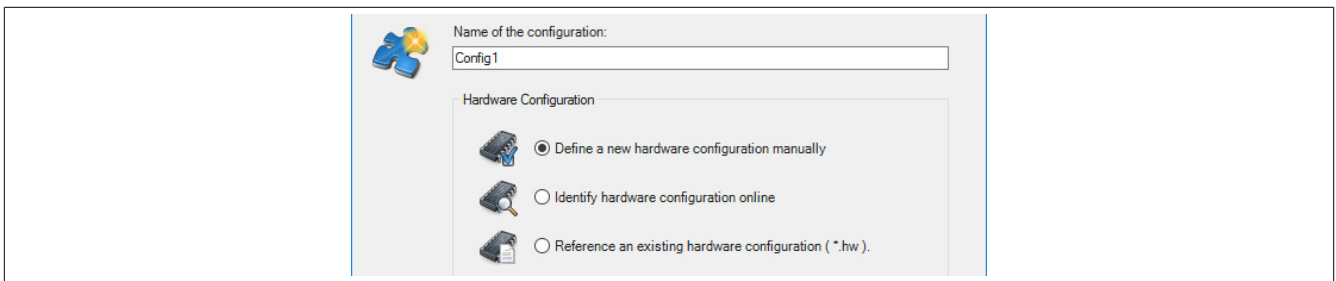 Name of the configuration:
Config1
Hardware Configuration
Define a new hardware configuration manually
Identify hardware configuration online
Reference an existing hardware configuration ( *.hw ).